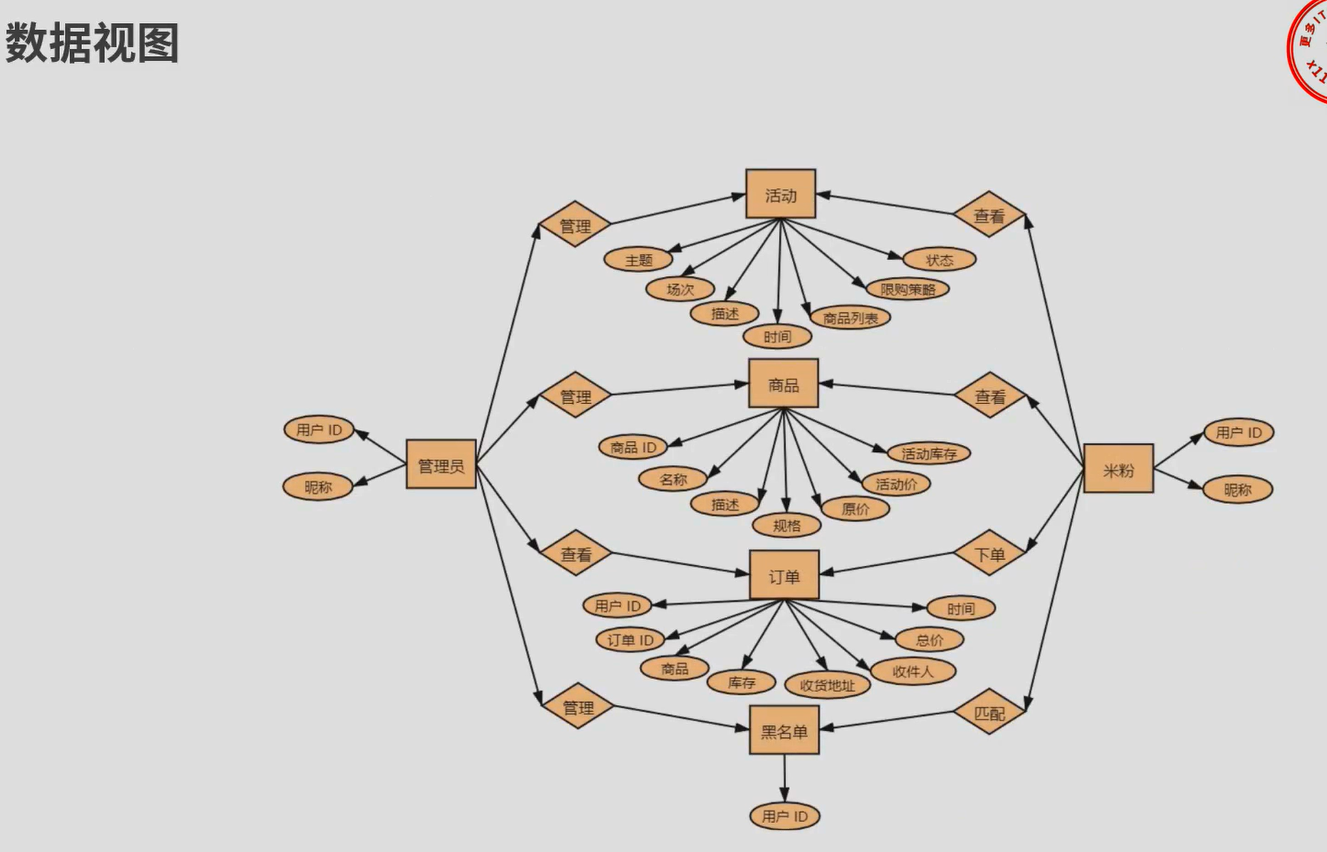 数据视图
更多IT
x11
活动
管理
查看
主题
状态
场次
限购策略
描述
商品列表
时间
商品
管理
查看
用户 ID
用户 ID
商品 ID
活动库存
管理员
米粉
名称
活动价
昵称
昵称
描述
原价
规格
查看
下单
订单
用户 ID
时间
订单 ID
总价
商品
收件人
库存
收货地址
管理
匹配
黑名单
用户 ID